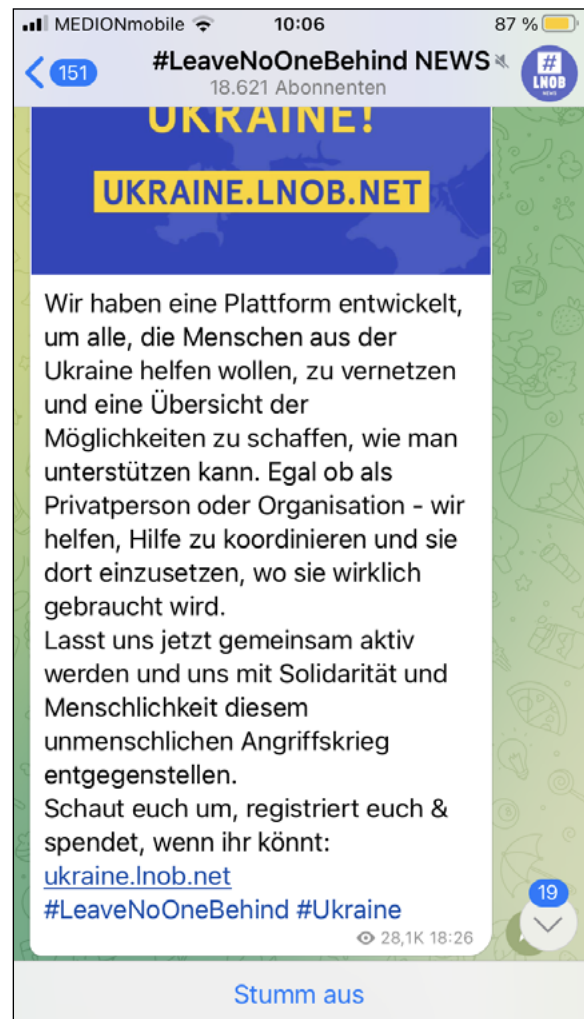 MEDIONmobile 10:06 87 %
151 #LeaveNoOneBehind NEWS
18.621 Abonnenten
# LNOB NEWS
UKRAINE!
UKRAINE.LNOB.NET
Wir haben eine Plattform entwickelt,
um alle, die Menschen aus der
Ukraine helfen wollen, zu vernetzen
und eine Übersicht der
Möglichkeiten zu schaffen, wie man
unterstützen kann. Egal ob als
Privatperson oder Organisation - wir
helfen, Hilfe zu koordinieren und sie
dort einzusetzen, wo sie wirklich
gebraucht wird.
Lasst uns jetzt gemeinsam aktiv
werden und uns mit Solidarität und
Menschlichkeit diesem
unmenschlichen Angriffskrieg
entgegenstellen.
Schaut euch um, registriert euch &
spendet, wenn ihr könnt:
ukraine.lnob.net
#LeaveNoOneBehind #Ukraine
28,1K 18:26
19
Stumm aus